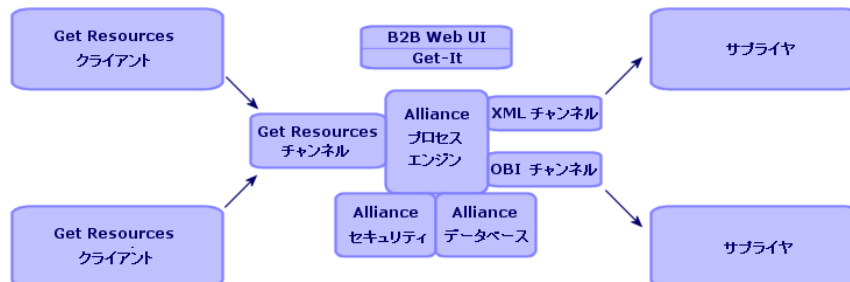 Get Resources
クライアント
B2B Web UI
Get-It
サプライヤ
Get Resources
チャンネル
Alliance
プロセス
エンジン
XML チャンネル
OBI チャンネル
Alliance
セキュリティ
Alliance
データベース
Get Resources
クライアント
サプライヤ